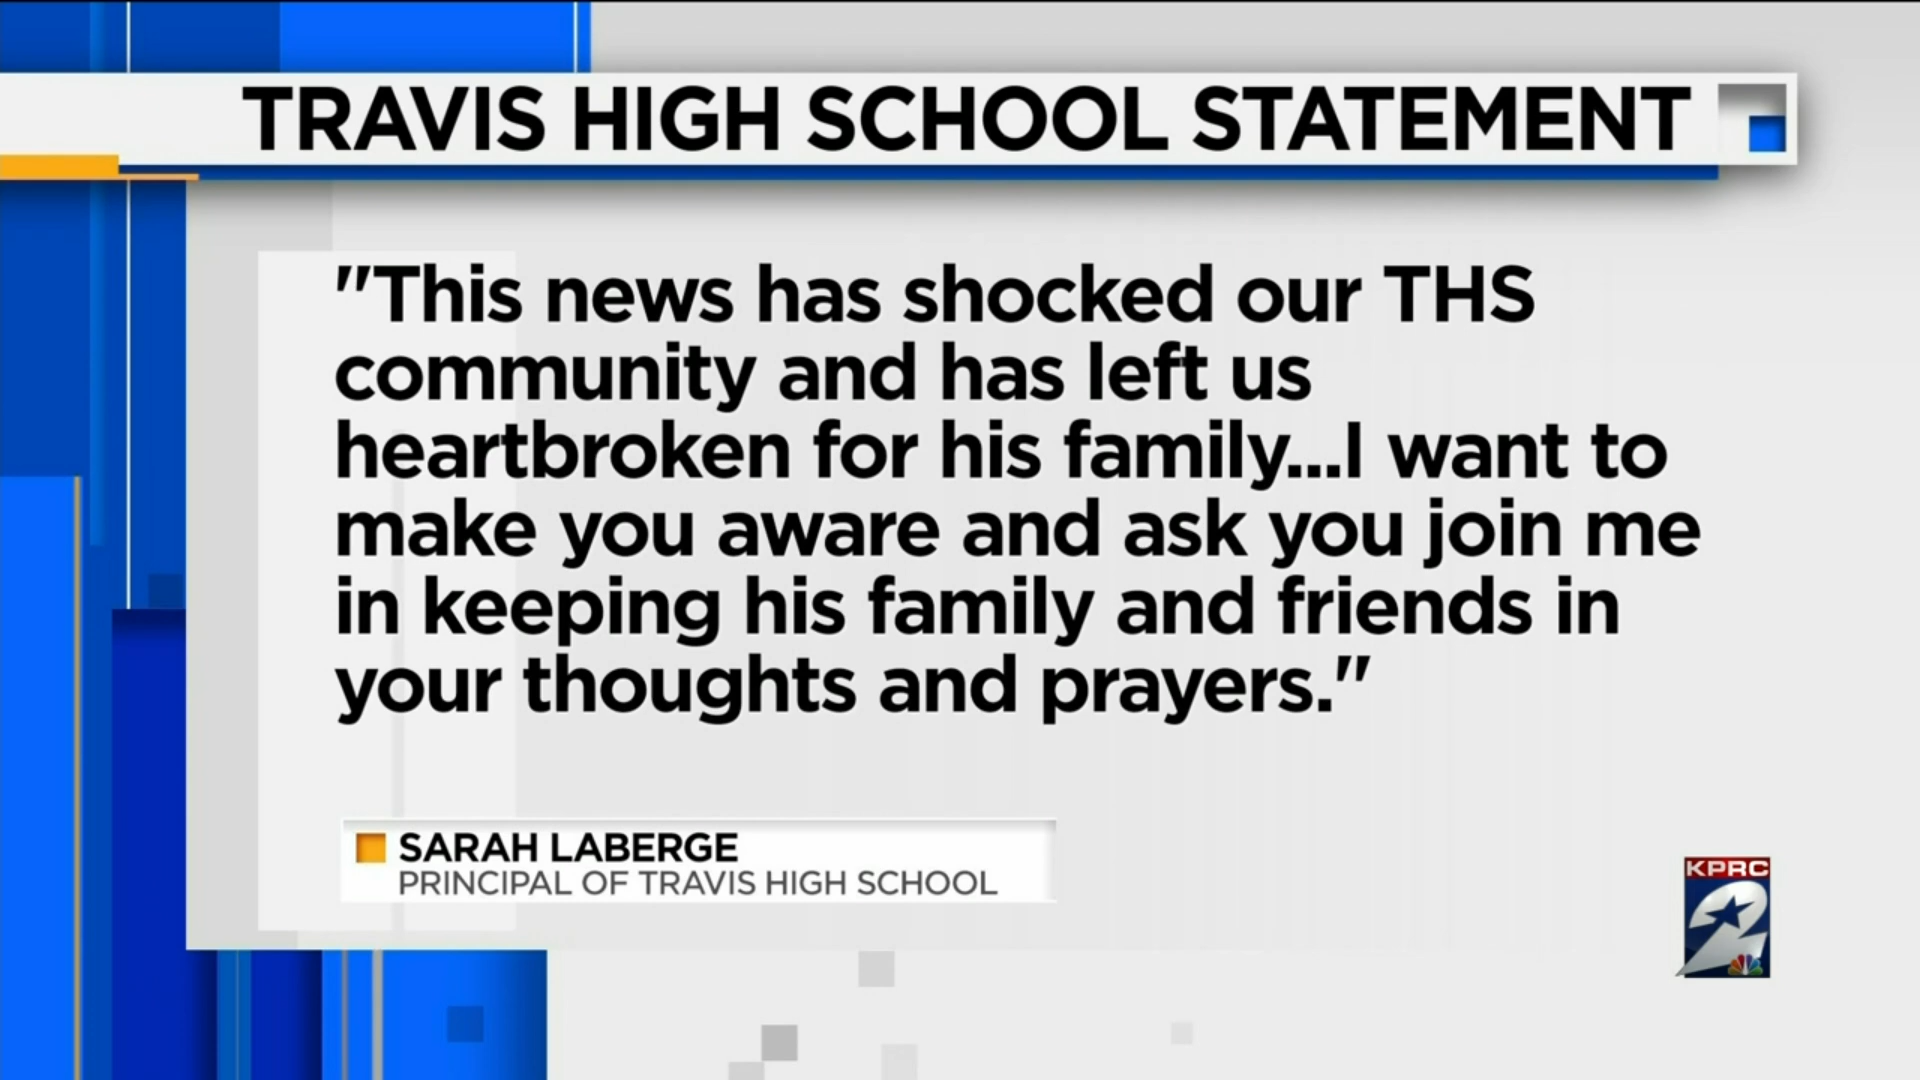 TRAVIS HIGH SCHOOL STATEMENT
"This news has shocked our THS
community and has left us
heartbroken for his family...I want to
make you aware and ask you join me
in keeping his family and friends in
your thoughts and prayers."
SARAH LABERGE
PRINCIPAL OF TRAVIS HIGH SCHOOL
KPRC
2